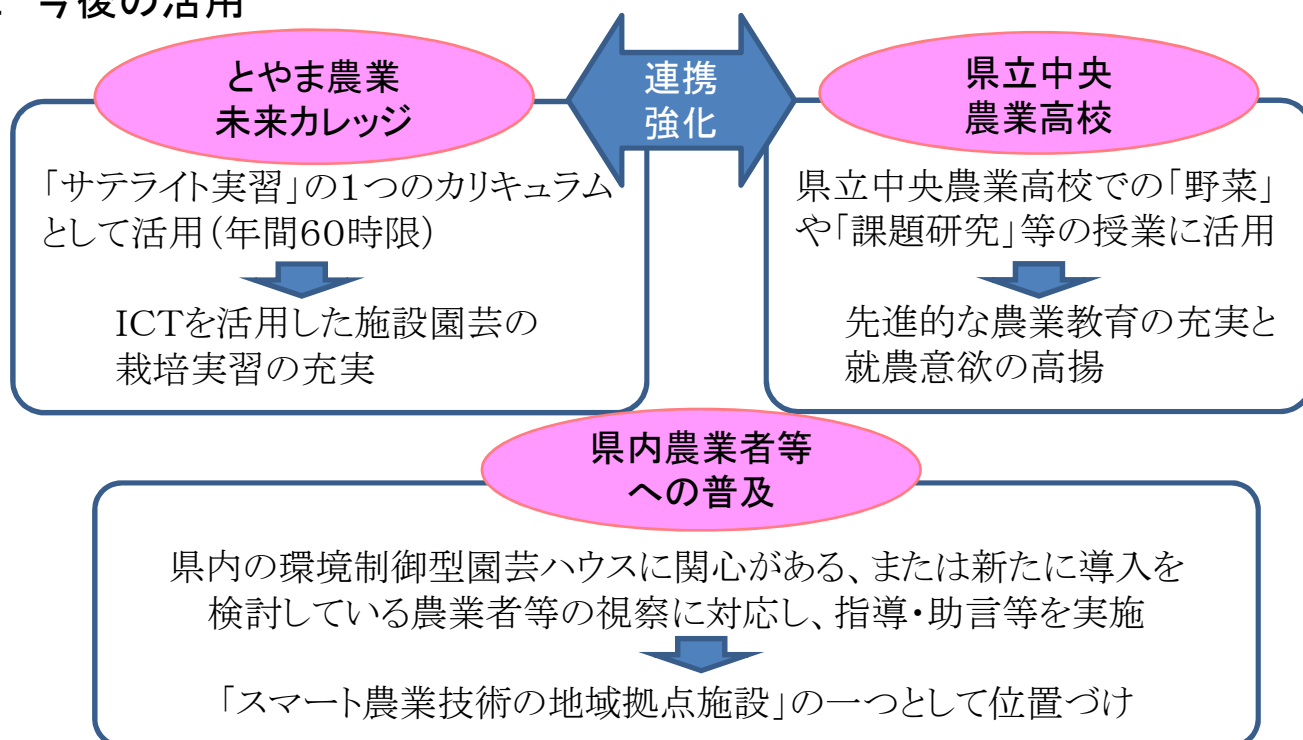 今後の活用
とやま農業
未来カレッジ
連携
強化
県立中央
農業高校
「サテライト実習」の1つのカリキュラム
として活用(年間60時限)
ICTを活用した施設園芸の
栽培実習の充実
県立中央農業高校での「野菜」
や「課題研究」等の授業に活用
先進的な農業教育の充実と
就農意欲の高揚
県内農業者等
への普及
県内の環境制御型園芸ハウスに関心がある、または新たに導入を
検討している農業者等の視察に対応し、指導・助言等を実施
「スマート農業技術の地域拠点施設」の一つとして位置づけ